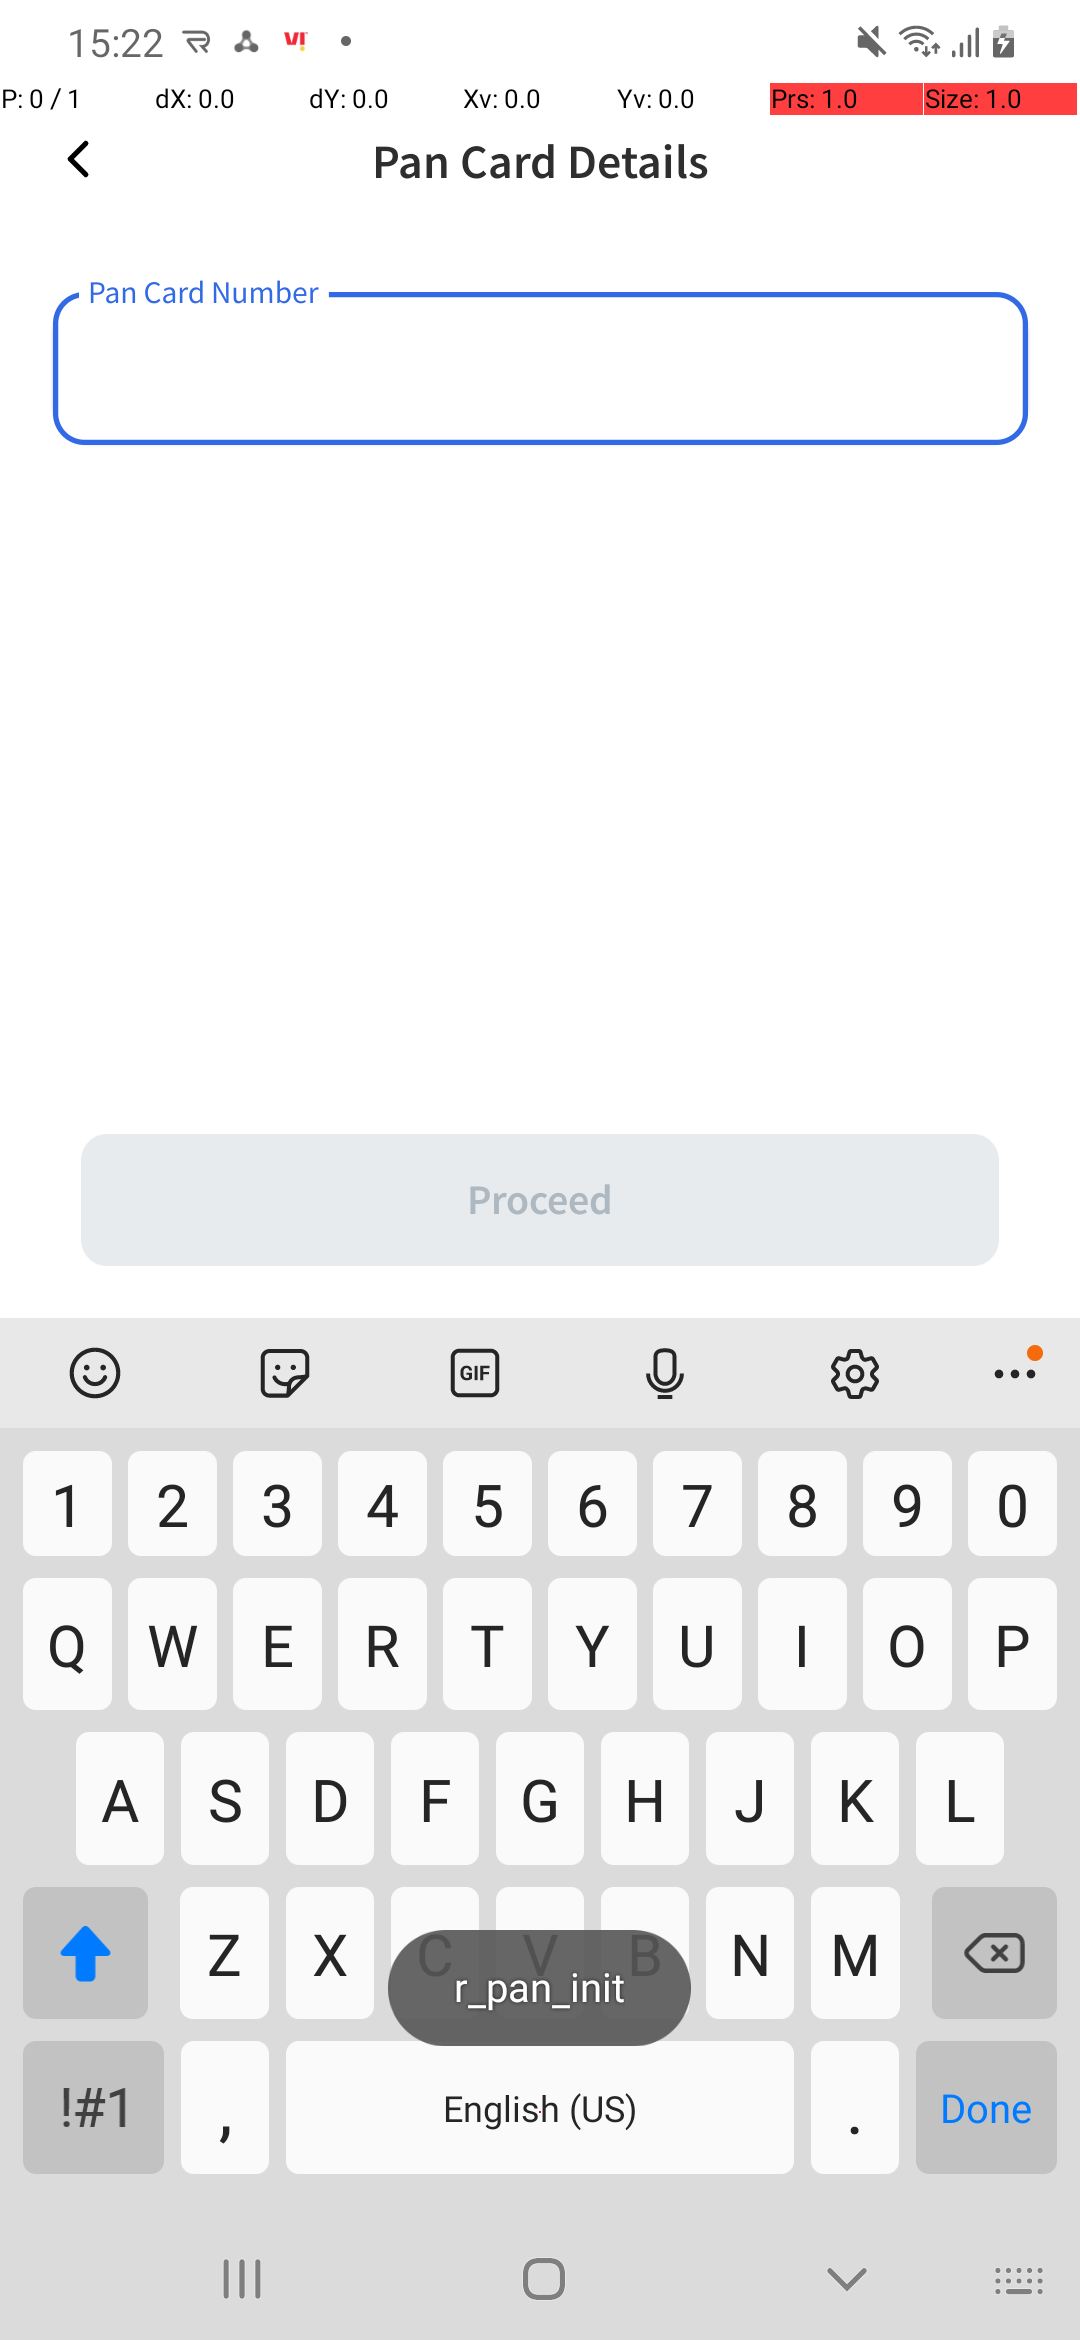 15:22 VI!
P: 0 / 1 dX: 0.0 dY: 0.0 Xv: 0.0 Yv: 0.0 Prs: 1.0 Size: 1.0
Pan Card Details
Pan Card Number
Proceed
GIF
1 2 3 4 5 6 7 8 9 0
Q W E R T Y U I O P
A S D F G H J K L
Z X C V B N M
r_pan_init
!#1 , English (US) . Done